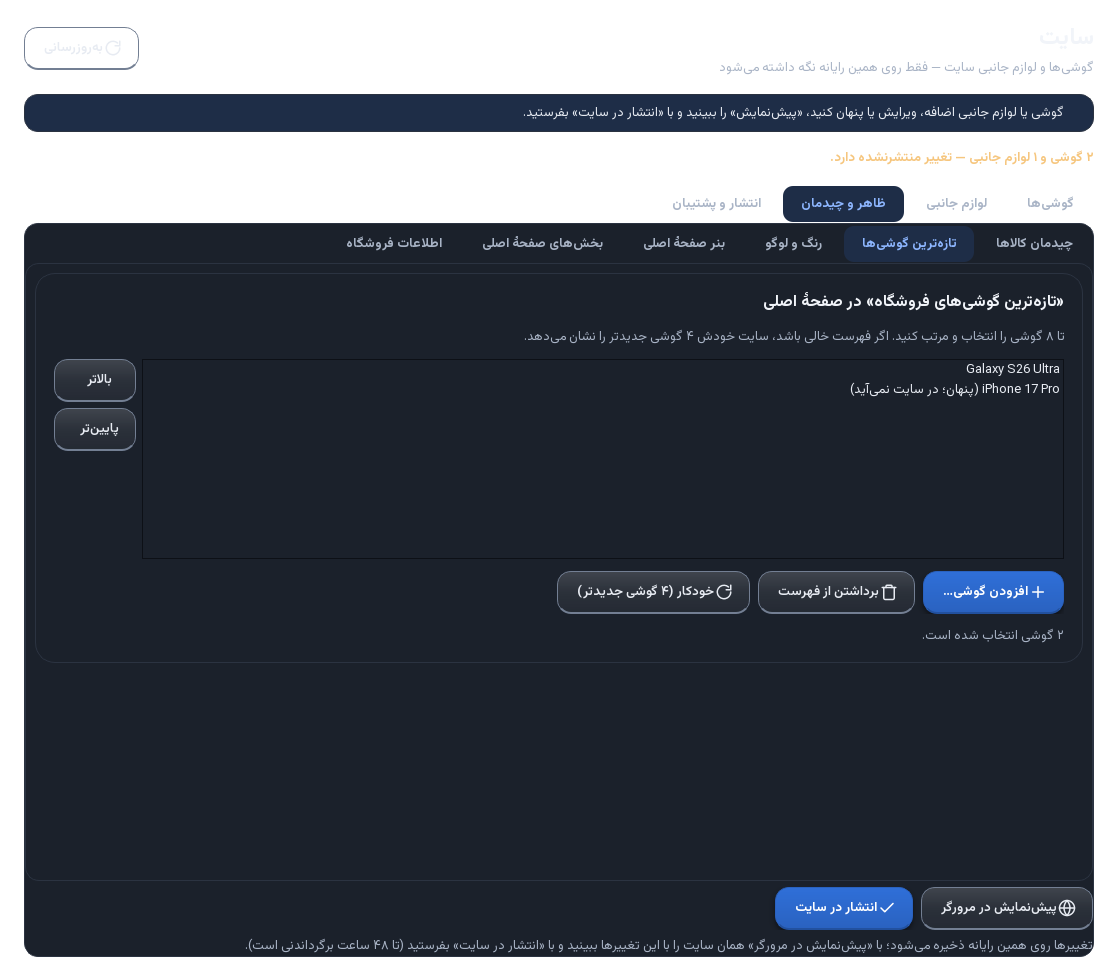 سایت
به‌روزرسانی
گوشی‌ها و لوازم جانبی سایت — فقط روی همین رایانه نگه داشته می‌شود
گوشی یا لوازم جانبی اضافه، ویرایش یا پنهان کنید، «پیش‌نمایش» را ببینید و با «انتشار در سایت» بفرستید.
۲ گوشی و ۱ لوازم جانبی — تغییر منتشرنشده دارد.
گوشی‌ها
لوازم جانبی
ظاهر و چیدمان
انتشار و پشتیبان
چیدمان کالاها
تازه‌ترین گوشی‌ها
رنگ و لوگو
بنر صفحهٔ اصلی
بخش‌های صفحهٔ اصلی
اطلاعات فروشگاه
«تازه‌ترین گوشی‌های فروشگاه» در صفحهٔ اصلی
تا ۸ گوشی را انتخاب و مرتب کنید. اگر فهرست خالی باشد، سایت خودش ۴ گوشی جدیدتر را نشان می‌دهد.
Galaxy S26 Ultra
iPhone 17 Pro (پنهان؛ در سایت نمی‌آید)
بالاتر
پایین‌تر
افزودن گوشی…
برداشتن از فهرست
خودکار (۴ گوشی جدیدتر)
۲ گوشی انتخاب شده است.
پیش‌نمایش در مرورگر
انتشار در سایت
تغییرها روی همین رایانه ذخیره می‌شود؛ با «پیش‌نمایش در مرورگر» همان سایت را با این تغییرها ببینید و با «انتشار در سایت» بفرستید (تا ۴۸ ساعت برگرداندنی است).